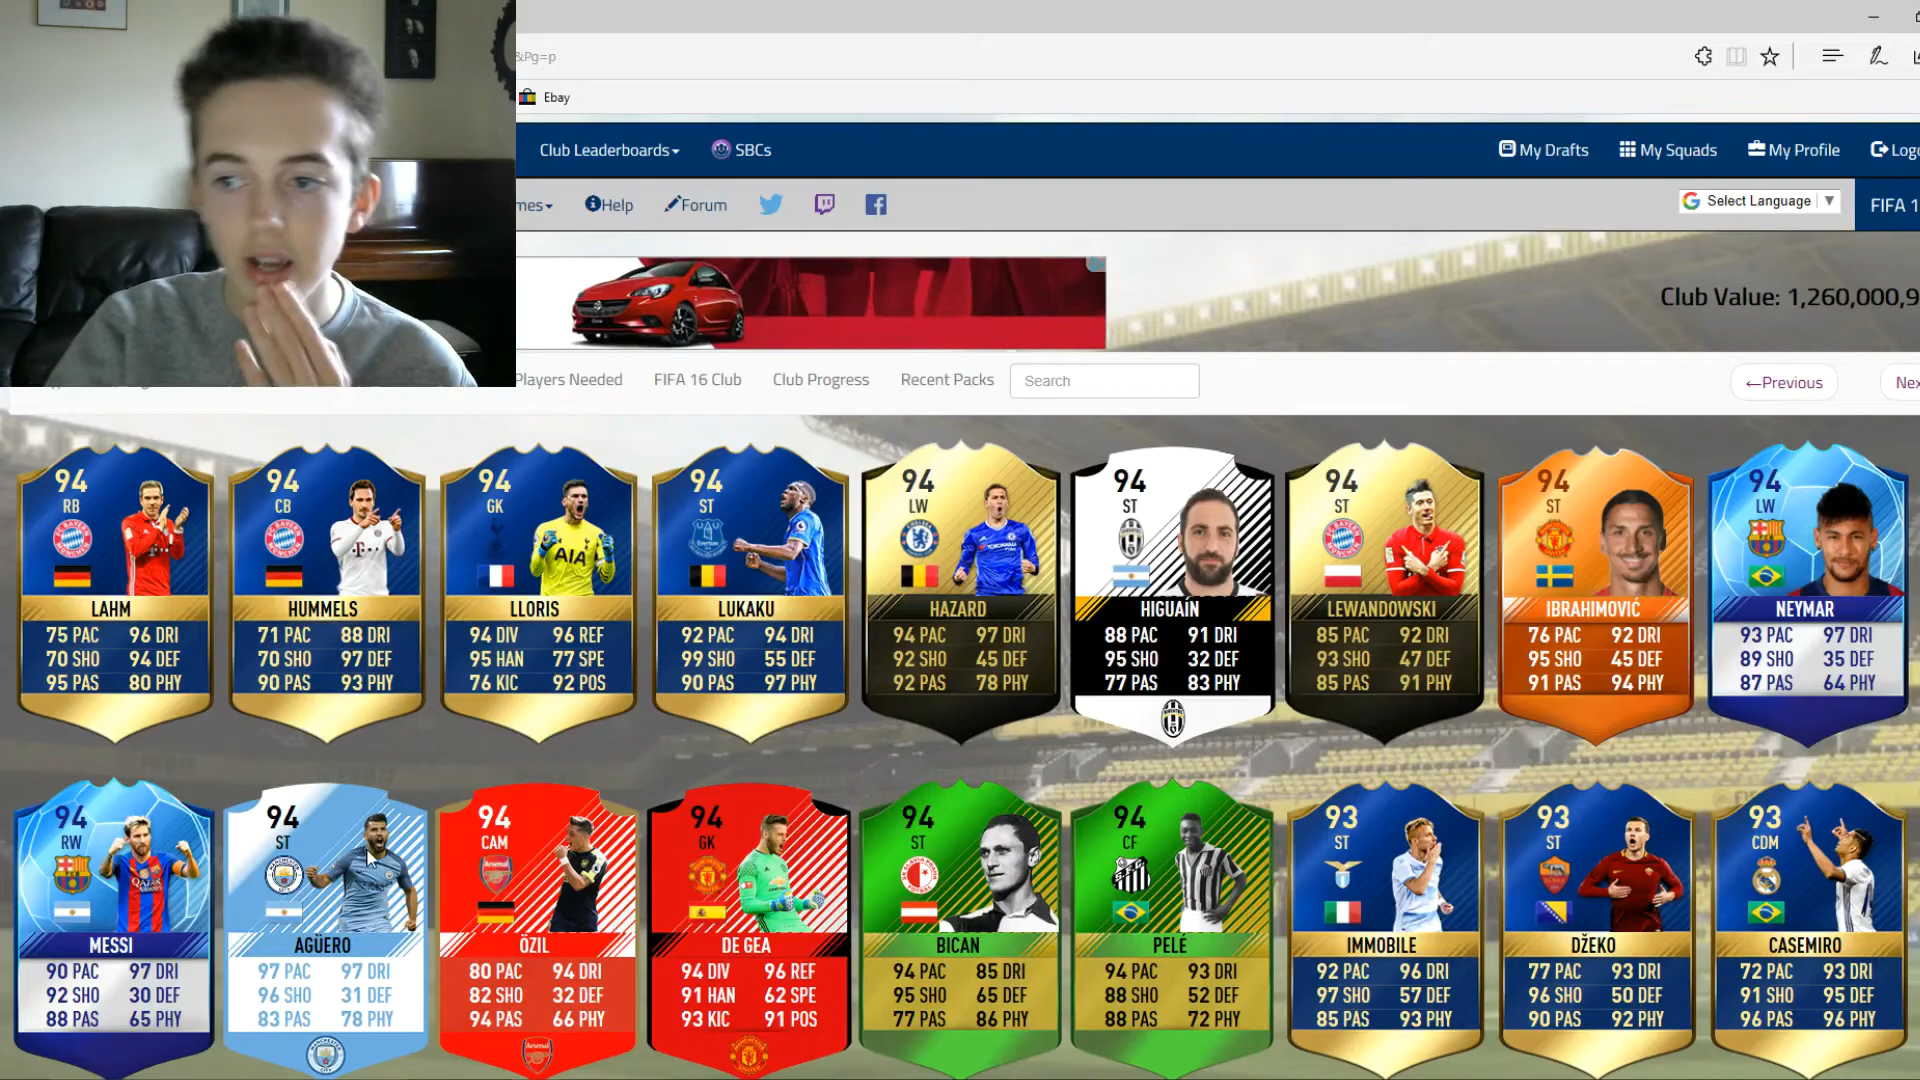 &Pg=p
Ebay
Club Leaderboards
SBCs
My Drafts
My Squads
My Profile
mes
Help
Forum
Select Language
FIFA 1
Club Value: 1,260,000,9
Players Needed
FIFA 16 Club
Club Progress
Recent Packs
Search
←Previous
Nex
94
RB
LAHM
75 PAC 96 DRI
70 SHO 94 DEF
95 PAS 80 PHY
94
CB
HUMMELS
71 PAC 88 DRI
70 SHO 97 DEF
90 PAS 93 PHY
94
GK
AIA
LLORIS
94 DIV 96 REF
95 HAN 77 SPE
76 KIC 92 POS
94
ST
Everton
LUKAKU
92 PAC 94 DRI
99 SHO 55 DEF
90 PAS 97 PHY
94
LW
HAZARD
94 PAC 97 DRI
92 SHO 45 DEF
92 PAS 78 PHY
94
ST
HIGUAÍN
88 PAC 91 DRI
95 SHO 32 DEF
77 PAS 83 PHY
94
ST
LEWANDOWSKI
85 PAC 92 DRI
93 SHO 47 DEF
85 PAS 91 PHY
94
ST
IBRAHIMOVIĆ
76 PAC 92 DRI
95 SHO 45 DEF
91 PAS 94 PHY
94
LW
NEYMAR
93 PAC 97 DRI
89 SHO 35 DEF
87 PAS 64 PHY
94
RW
MESSI
90 PAC 97 DRI
92 SHO 30 DEF
88 PAS 65 PHY
94
ST
AGÜERO
97 PAC 97 DRI
96 SHO 31 DEF
83 PAS 78 PHY
94
CAM
Arsenal
ÖZIL
80 PAC 94 DRI
82 SHO 32 DEF
94 PAS 66 PHY
Arsenal
94
GK
DE GEA
94 DIV 96 REF
91 HAN 62 SPE
93 KIC 91 POS
94
ST
BICAN
94 PAC 85 DRI
95 SHO 65 DEF
77 PAS 86 PHY
94
CF
PELÉ
94 PAC 93 DRI
88 SHO 52 DEF
88 PAS 72 PHY
93
ST
IMMOBILE
92 PAC 96 DRI
97 SHO 57 DEF
85 PAS 93 PHY
93
ST
DŽEKO
77 PAC 93 DRI
96 SHO 50 DEF
90 PAS 92 PHY
93
CDM
CASEMIRO
72 PAC 93 DRI
91 SHO 95 DEF
96 PAS 96 PHY